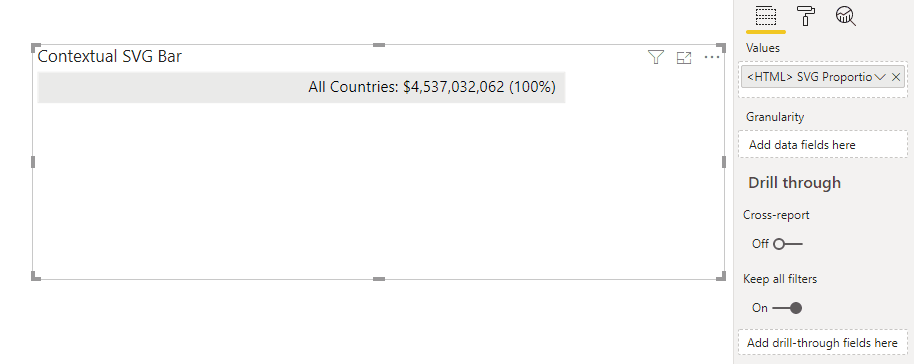 Contextual SVG Bar
All Countries: $4,537,032,062 (100%)
Values
<HTML> SVG Proportio
Granularity
Add data fields here
Drill through
Cross-report
Off
Keep all filters
On
Add drill-through fields here